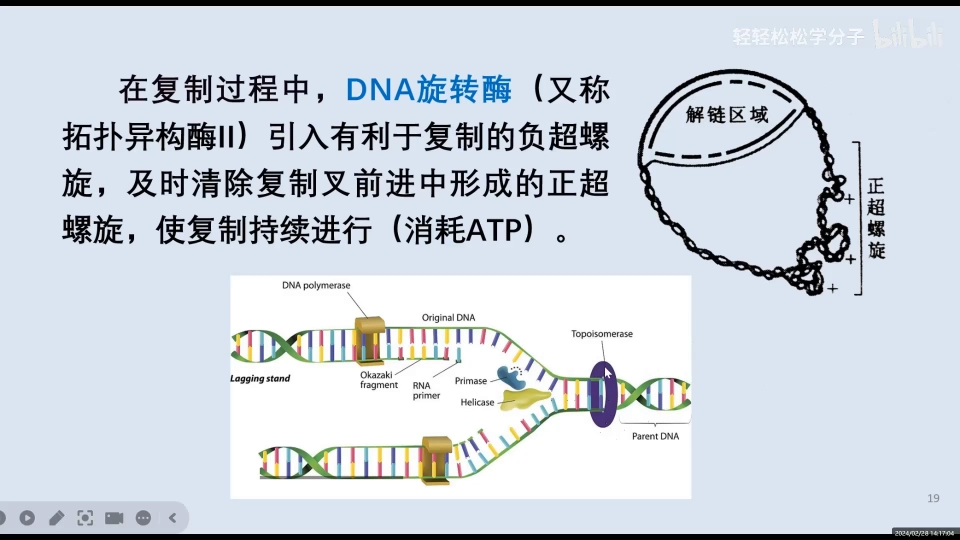 轻轻松松学分子 bilibili
在复制过程中，DNA旋转酶（又称
拓扑异构酶II）引入有利于复制的负超螺
旋，及时清除复制叉前进中形成的正超
螺旋，使复制持续进行（消耗ATP）。
解链区域
正超螺旋
+
+
+
DNA polymerase
Original DNA
Topoisomerase
Lagging stand
Okazaki
fragment
RNA
primer
Primase
Helicase
Parent DNA
19
2024/02/28 14:17:04